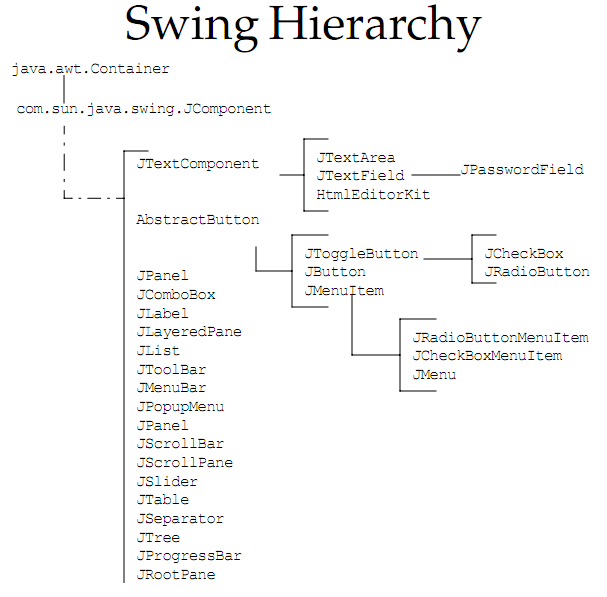 Swing Hierarchy
java.awt.Container
com.sun.java.swing.JComponent
JTextComponent
JTextArea
JTextField
HtmlEditorKit
JPasswordField
AbstractButton
JToggleButton
JButton
JMenuItem
JCheckBox
JRadioButton
JRadioButtonMenuItem
JCheckBoxMenuItem
JMenu
JPanel
JComboBox
JLabel
JLayeredPane
JList
JToolBar
JMenuBar
JPopupMenu
JPanel
JScrollBar
JScrollPane
JSlider
JTable
JSeparator
JTree
JProgressBar
JRootPane